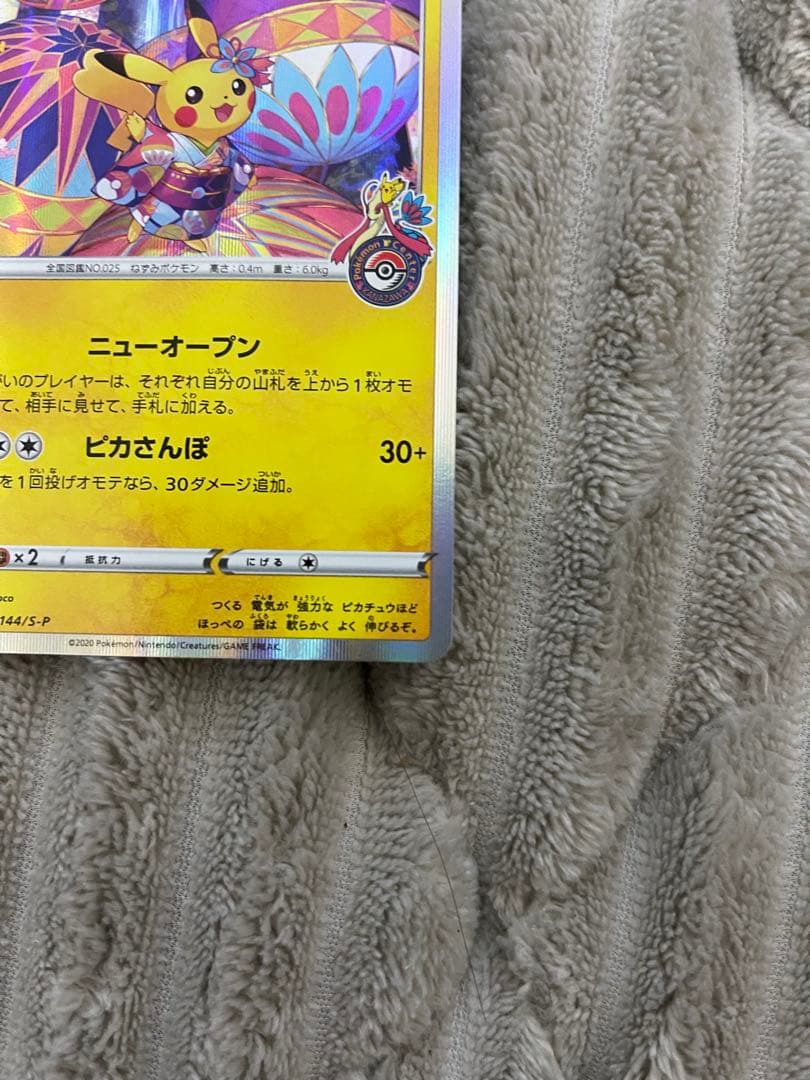 全国図鑑NO.025 ねずみポケモン 高さ：0.4m 重さ：6.0kg
Pokémon Center
KANAZAWA
ニューオープン
がいのプレイヤーは、それぞれ自分の山札を上から1枚オモ
て、相手に見せて、手札に加える。
ピカさんぽ 30+
を1回投げオモテなら、30ダメージ追加。
×2 抵抗力 にげる
oco
つくる 電気が 強力な ピカチュウほど
144/S-P
ほっぺの 袋は 軟らかく よく 伸びるぞ。
©2020 Pokémon/Nintendo/Creatures/GAME FREAK.